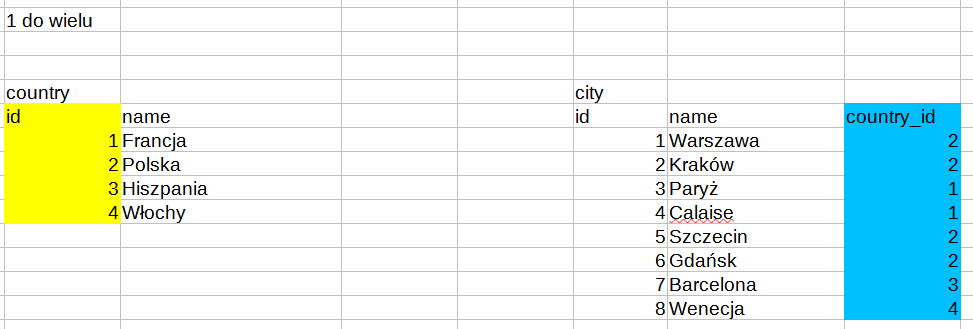 1 do wielu
country city
id name id name country_id
1 Francja 1 Warszawa 2
2 Polska 2 Kraków 2
3 Hiszpania 3 Paryż 1
4 Włochy 4 Calaise 1
5 Szczecin 2
6 Gdańsk 2
7 Barcelona 3
8 Wenecja 4